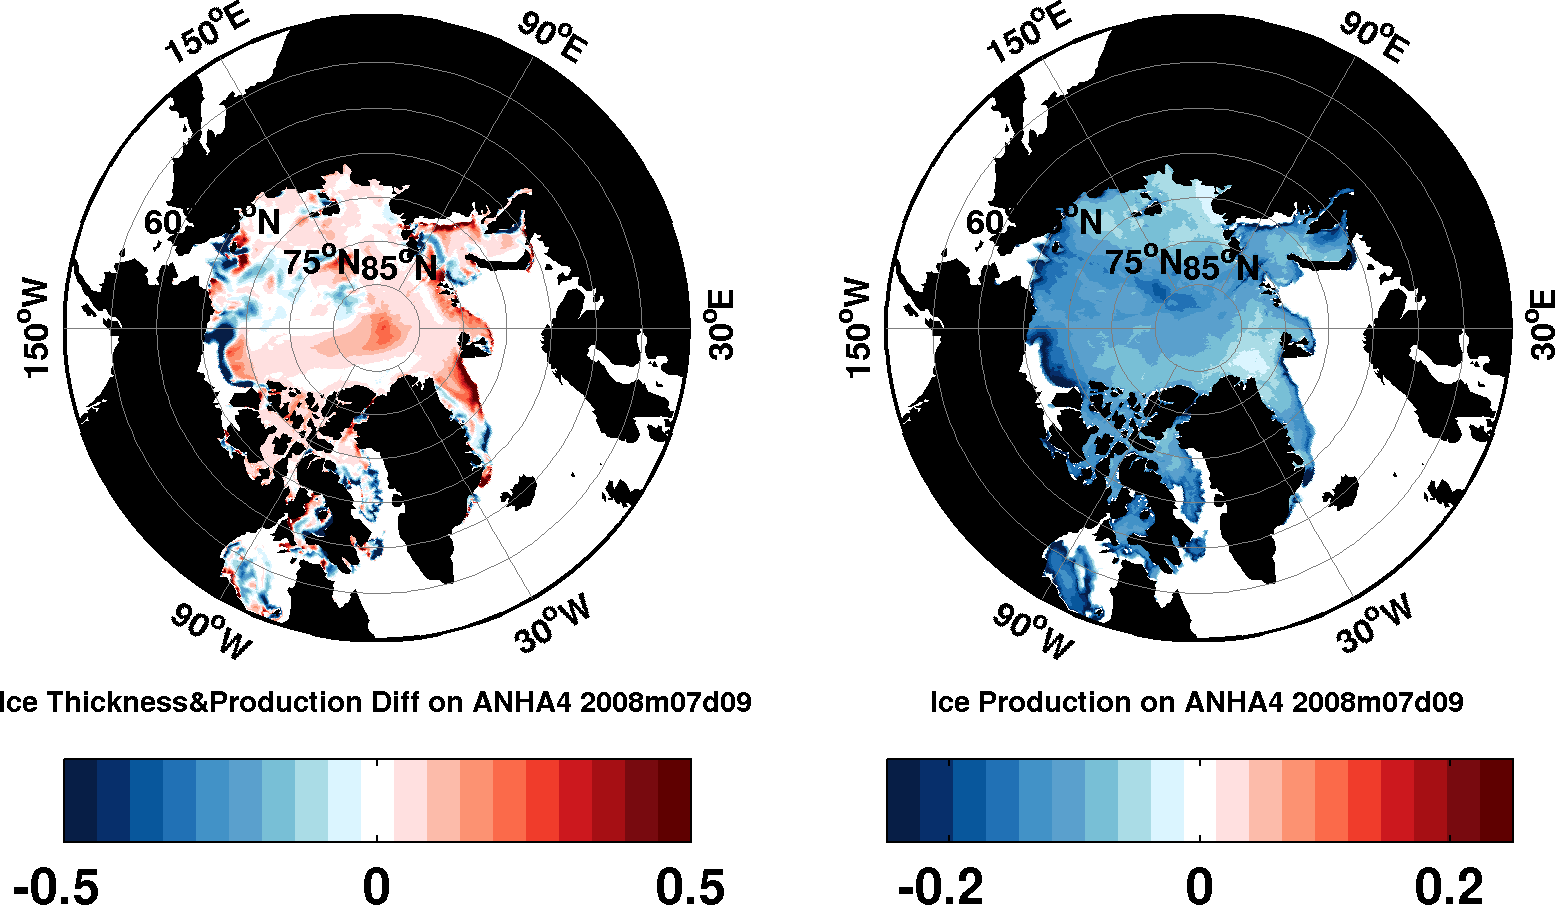 150°E 90°E 150°E 90°E
60 °N 60 °N
75°N 85°N 75°N 85°N
150°W 30°E 150°W 30°E
90°W 30°W 90°W 30°W
Ice Thickness&Production Diff on ANHA4 2008m07d09 Ice Production on ANHA4 2008m07d09
-0.5 0 0.5 -0.2 0 0.2